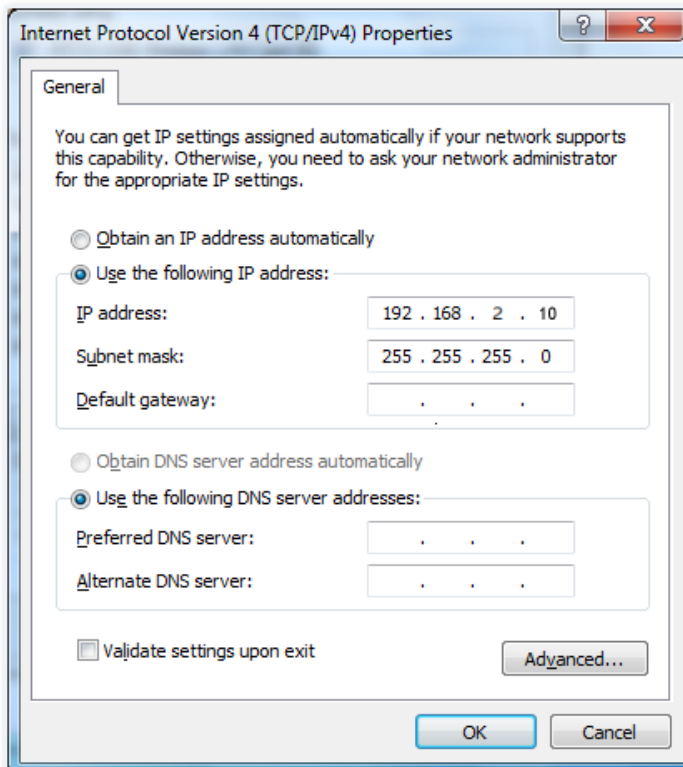 Internet Protocol Version 4 (TCP/IPv4) Properties
?
X
General
You can get IP settings assigned automatically if your network supports
this capability. Otherwise, you need to ask your network administrator
for the appropriate IP settings.
Obtain an IP address automatically
Use the following IP address:
IP address: 192 . 168 . 2 . 10
Subnet mask: 255 . 255 . 255 . 0
Default gateway: . . .
Obtain DNS server address automatically
Use the following DNS server addresses:
Preferred DNS server: . . .
Alternate DNS server: . . .
Validate settings upon exit
Advanced...
OK Cancel